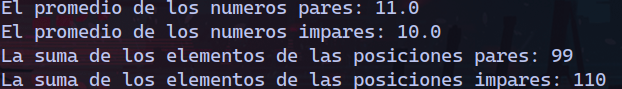 El promedio de los numeros pares: 11.0
El promedio de los numeros impares: 10.0
La suma de los elementos de las posiciones pares: 99
La suma de los elementos de las posiciones impares: 110